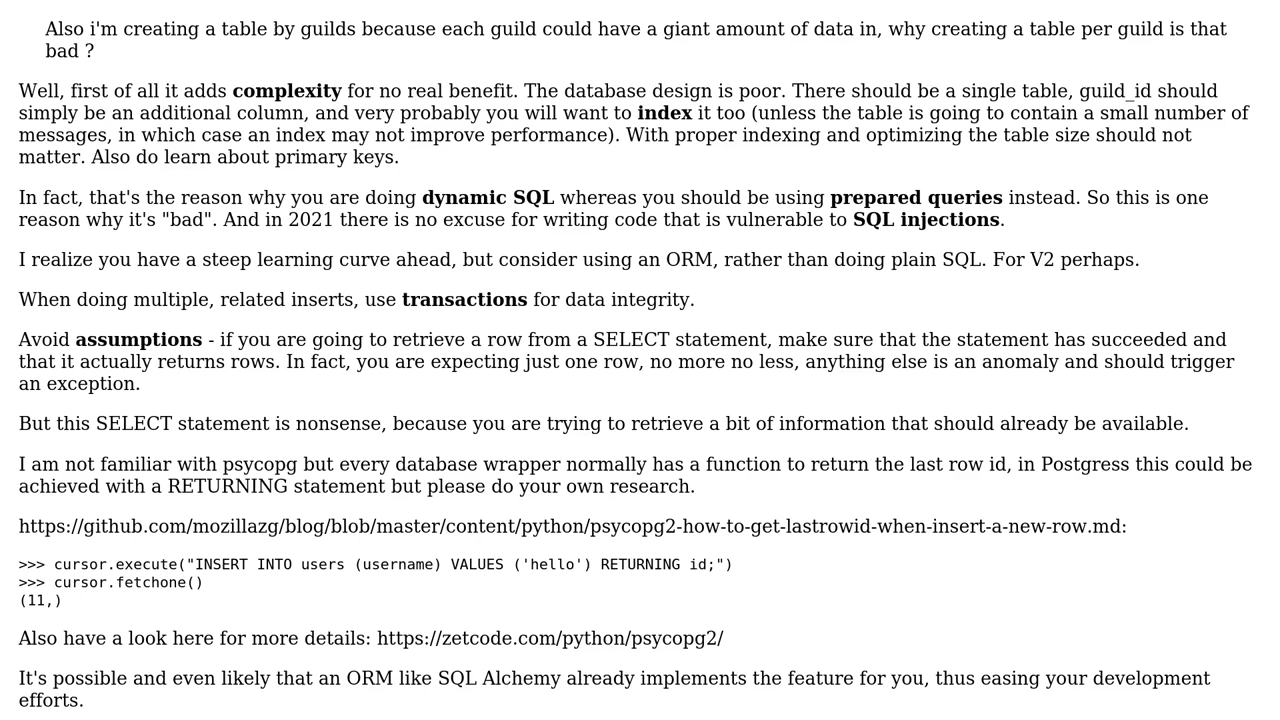 Also i'm creating a table by guilds because each guild could have a giant amount of data in, why creating a table per guild is that
bad ?
Well, first of all it adds complexity for no real benefit. The database design is poor. There should be a single table, guild_id should
simply be an additional column, and very probably you will want to index it too (unless the table is going to contain a small number of
messages, in which case an index may not improve performance). With proper indexing and optimizing the table size should not
matter. Also do learn about primary keys.
In fact, that's the reason why you are doing dynamic SQL whereas you should be using prepared queries instead. So this is one
reason why it's "bad". And in 2021 there is no excuse for writing code that is vulnerable to SQL injections.
I realize you have a steep learning curve ahead, but consider using an ORM, rather than doing plain SQL. For V2 perhaps.
When doing multiple, related inserts, use transactions for data integrity.
Avoid assumptions - if you are going to retrieve a row from a SELECT statement, make sure that the statement has succeeded and
that it actually returns rows. In fact, you are expecting just one row, no more no less, anything else is an anomaly and should trigger
an exception.
But this SELECT statement is nonsense, because you are trying to retrieve a bit of information that should already be available.
I am not familiar with psycopg but every database wrapper normally has a function to return the last row id, in Postgress this could be
achieved with a RETURNING statement but please do your own research.
https://github.com/mozillazg/blog/blob/master/content/python/psycopg2-how-to-get-lastrowid-when-insert-a-new-row.md:
>>> cursor.execute("INSERT INTO users (username) VALUES ('hello') RETURNING id;")
>>> cursor.fetchone()
(11,)
Also have a look here for more details: https://zetcode.com/python/psycopg2/
It's possible and even likely that an ORM like SQL Alchemy already implements the feature for you, thus easing your development
efforts.